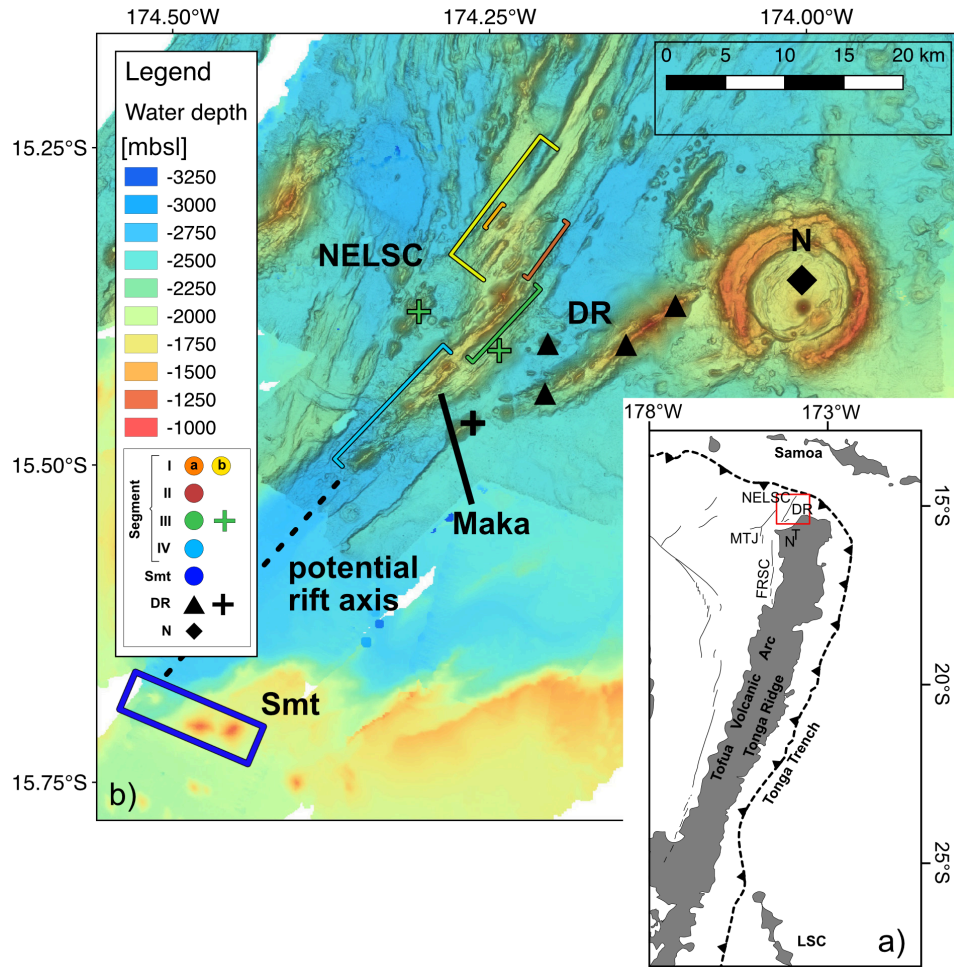 174.50°W 174.25°W 174.00°W
Legend
Water depth
[mbsl]
-3250
-3000
-2750
-2500
-2250
-2000
-1750
-1500
-1250
-1000
Segment
I a b
II
III
IV
Smt
DR
N
0 5 10 15 20 km
15.25°S
15.50°S
15.75°S
NELSC
N
DR
Maka
potential
rift axis
Smt
b)
178°W 173°W
Samoa
15°S
NELSC
DR
MTJ
N
T
FRSC
20°S
Tofua Volcanic Arc
Tonga Ridge
Tonga Trench
25°S
LSC
a)